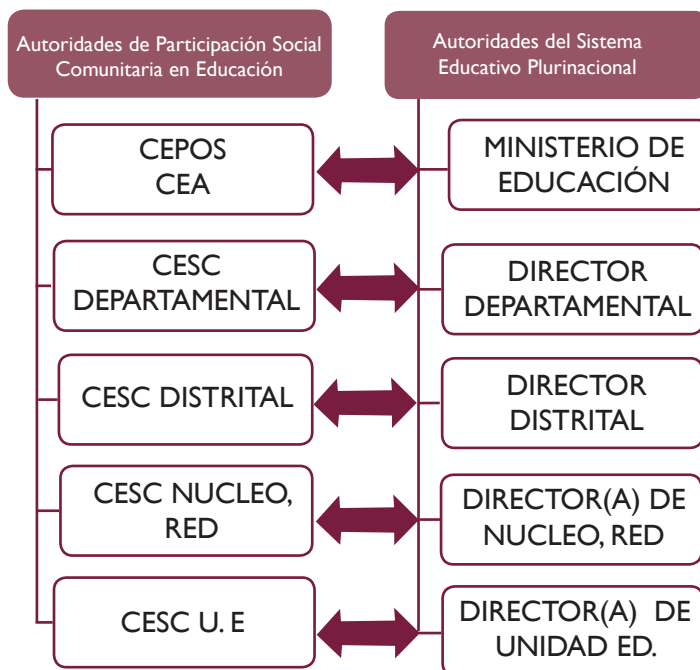 Autoridades de Participación Social
Comunitaria en Educación
Autoridades del Sistema
Educativo Plurinacional
CEPOS
CEA
MINISTERIO DE
EDUCACIÓN
CESC
DEPARTAMENTAL
DIRECTOR
DEPARTAMENTAL
CESC DISTRITAL
DIRECTOR
DISTRITAL
CESC NUCLEO,
RED
DIRECTOR(A) DE
NUCLEO, RED
CESC U. E
DIRECTOR(A) DE
UNIDAD ED.